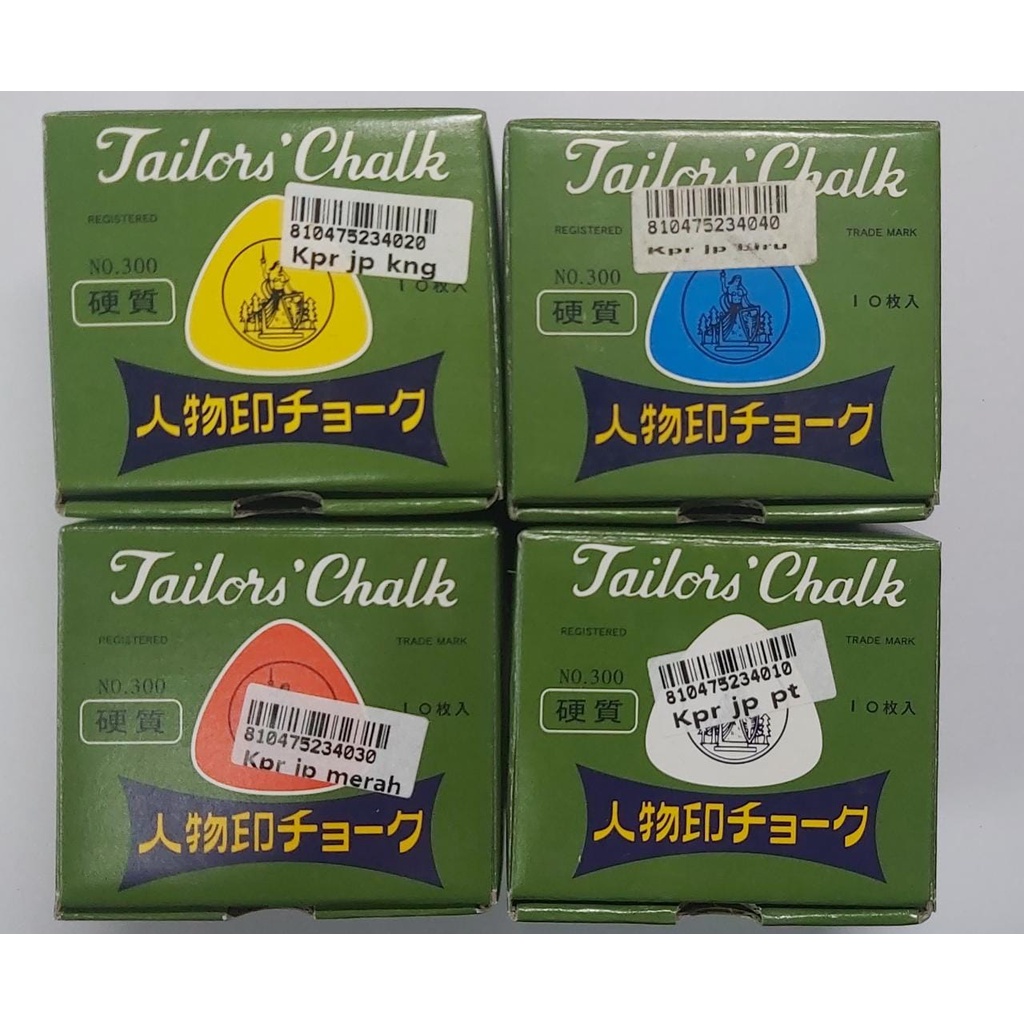 Tailors' Chalk
REGISTERED
810475234020
Kpr jp kng
NO.300
硬質
10枚入
人物印チョーク
Tailors' Chalk
REGISTERED
TRADE MARK
810475234040
Kpr jp biru
NO.300
硬質
10枚入
人物印チョーク
Tailors' Chalk
REGISTERED
TRADE MARK
NO.300
硬質
10枚入
810475234030
Kpr jp merah
人物印チョーク
Tailors' Chalk
REGISTERED
TRADE MARK
NO.300
硬質
10枚入
810475234010
Kpr jp pt
人物印チョーク